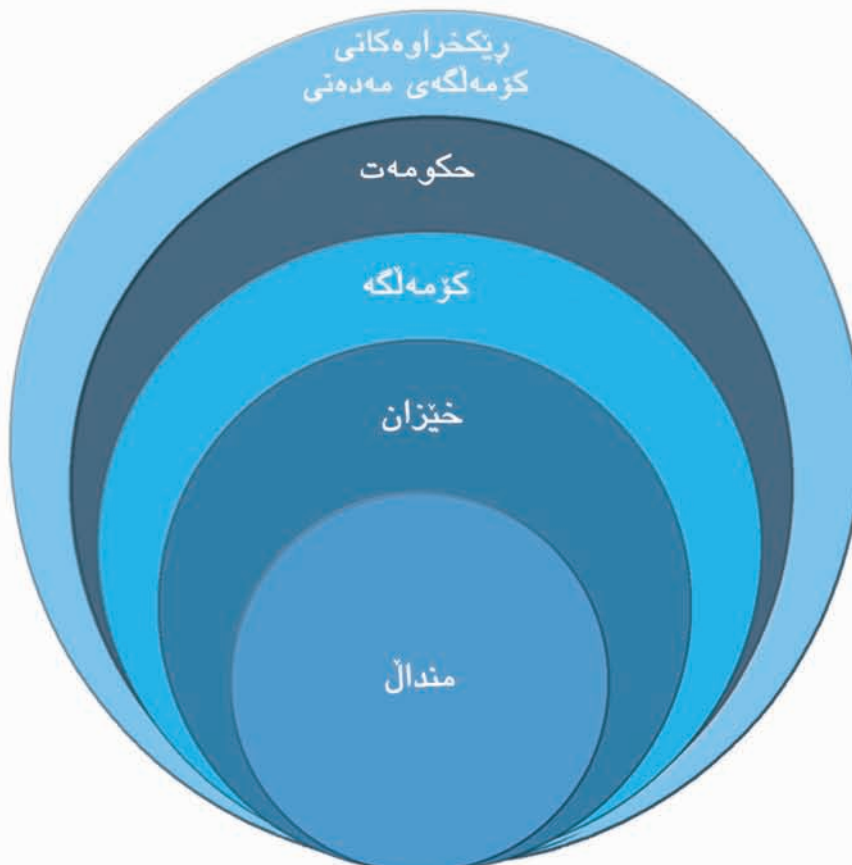 ڕێکخراوەکانی
کۆمەڵگەی مەدەنی
حکومەت
کۆمەڵگە
خێزان
منداڵ